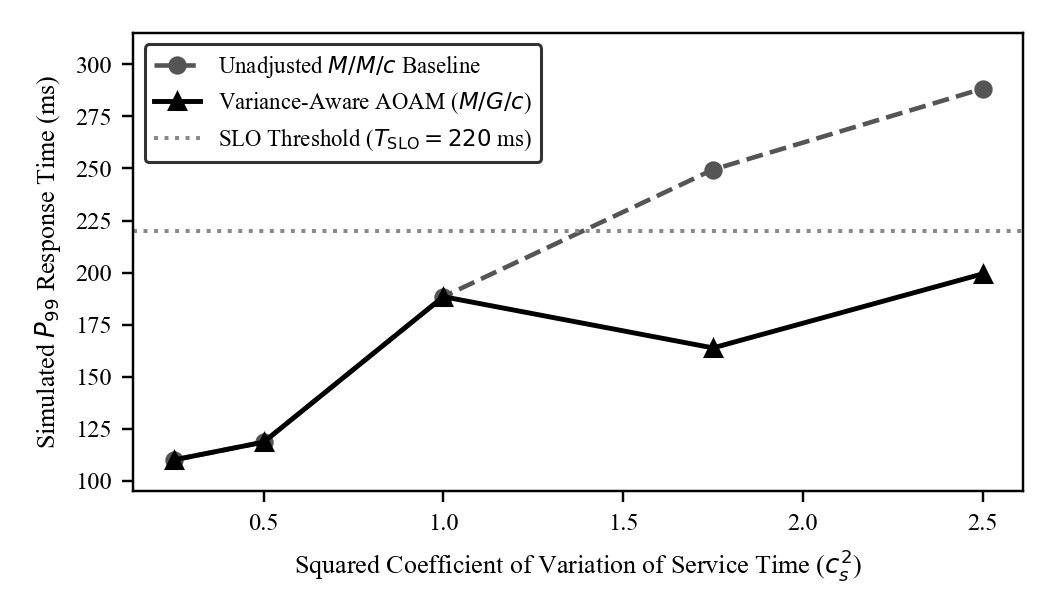 Unadjusted M/M/c Baseline
Variance-Aware AOAM (M/G/c)
SLO Threshold (T_SLO = 220 ms)
Simulated P_99 Response Time (ms)
300
275
250
225
200
175
150
125
100
0.5
1.0
1.5
2.0
2.5
Squared Coefficient of Variation of Service Time (c_s^2)